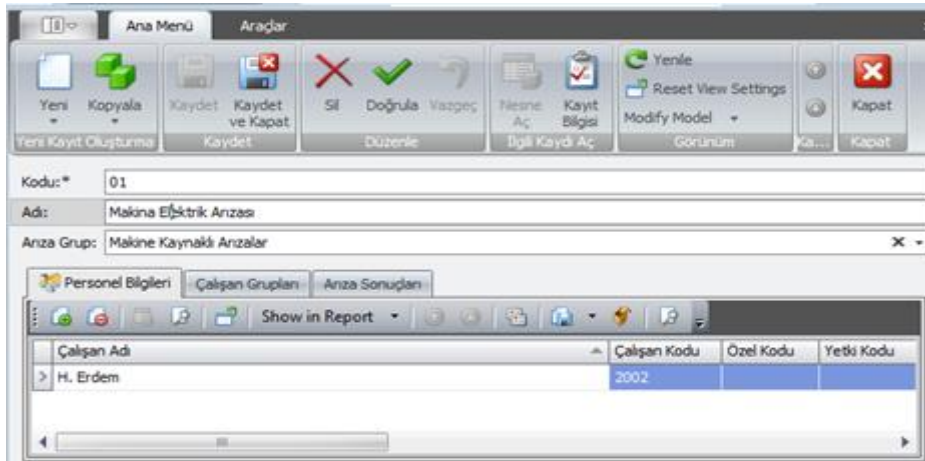 Ana Menü Araçlar
Yenile
Reset View Settings
Yeni Kopyala Kaydet Kaydet ve Kapat Sil Doğrula Vazgeç Nesne Aç Kayıt Bilgisi Modify Model Kapat
Yeni Kayıt Oluşturma Kaydet Düzenle İlgili Kaydı Aç Görünüm Ka... Kapat
Kodu:* 01
Adı: Makina Elektrik Arızası
Arıza Grup: Makine Kaynaklı Arızalar
Personel Bilgileri Çalışan Grupları Arıza Sonuçları
Show in Report
Çalışan Adı Çalışan Kodu Özel Kodu Yetki Kodu
H. Erdem 2002